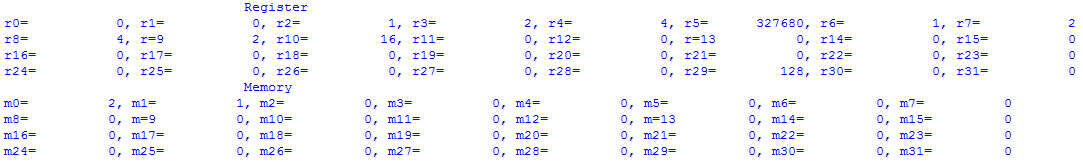 Register
r0= 0, r1= 0, r2= 1, r3= 2, r4= 4, r5= 327680, r6= 1, r7= 2
r8= 4, r=9 2, r10= 16, r11= 0, r12= 0, r=13 0, r14= 0, r15= 0
r16= 0, r17= 0, r18= 0, r19= 0, r20= 0, r21= 0, r22= 0, r23= 0
r24= 0, r25= 0, r26= 0, r27= 0, r28= 0, r29= 128, r30= 0, r31= 0
Memory
m0= 2, m1= 1, m2= 0, m3= 0, m4= 0, m5= 0, m6= 0, m7= 0
m8= 0, m=9 0, m10= 0, m11= 0, m12= 0, m=13 0, m14= 0, m15= 0
m16= 0, m17= 0, m18= 0, m19= 0, m20= 0, m21= 0, m22= 0, m23= 0
m24= 0, m25= 0, m26= 0, m27= 0, m28= 0, m29= 0, m30= 0, m31= 0